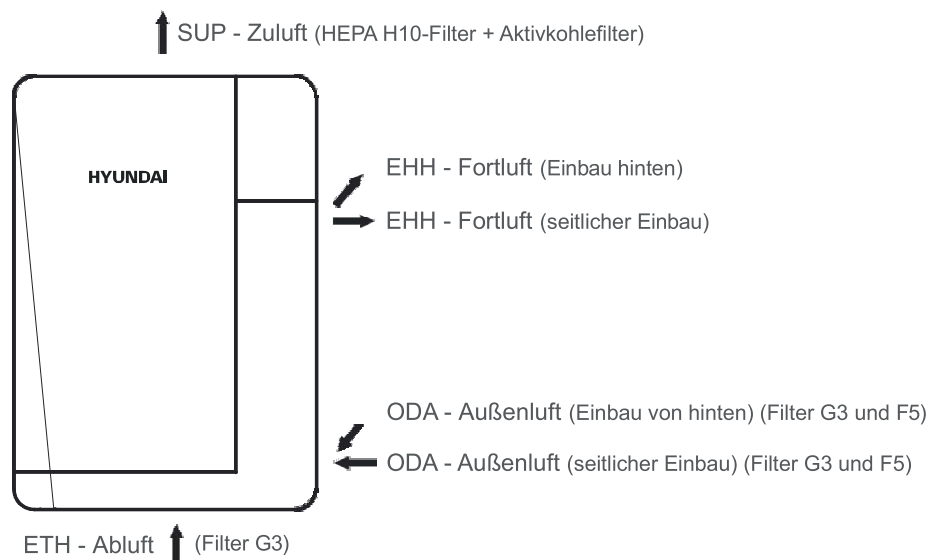 SUP - Zuluft (HEPA H10-Filter + Aktivkohlefilter)
HYUNDAI
EHH - Fortluft (Einbau hinten)
EHH - Fortluft (seitlicher Einbau)
ODA - Außenluft (Einbau von hinten) (Filter G3 und F5)
ODA - Außenluft (seitlicher Einbau) (Filter G3 und F5)
ETH - Abluft (Filter G3)